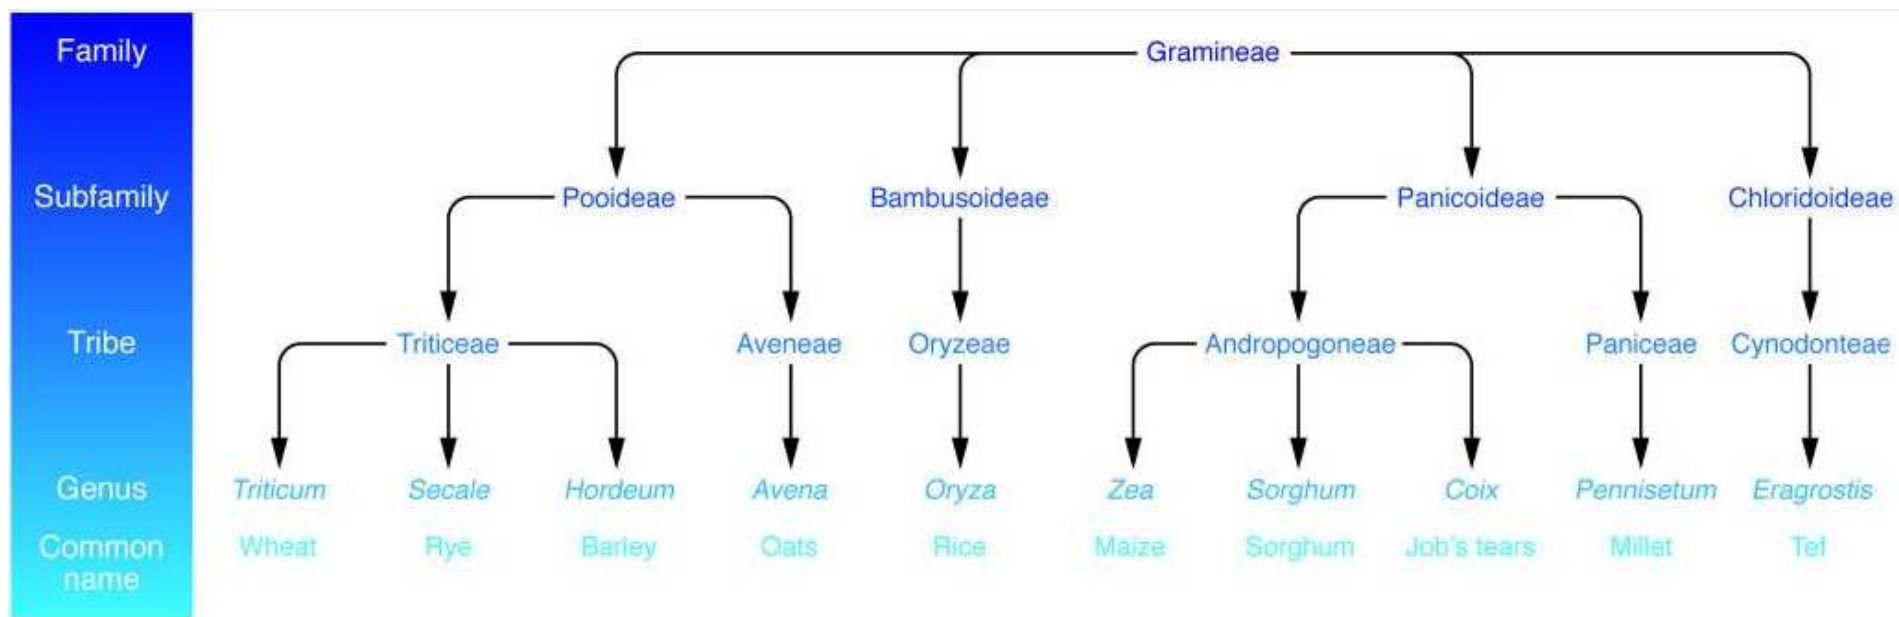 Family Gramineae
Subfamily Pooideae Bambusoideae Panicoideae Chloridoideae
Tribe Triticeae Aveneae Oryzeae Andropogoneae Paniceae Cynodonteae
Genus Triticum Secale Hordeum Avena Oryza Zea Sorghum Coix Pennisetum Eragrostis
Common Wheat Rye Barley Oats Rice Maize Sorghum Job's tears Millet Tef
name